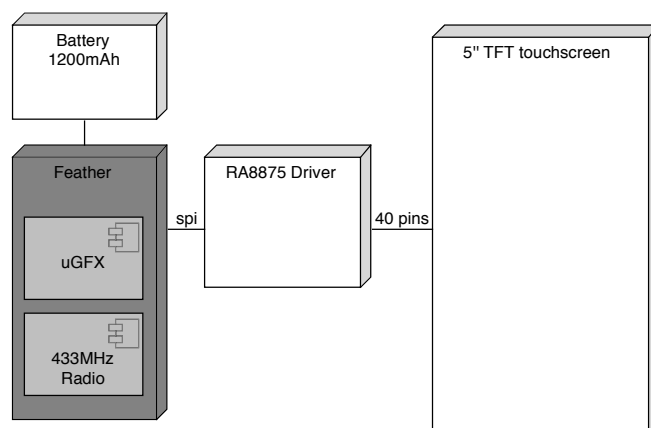 Battery
1200mAh
5" TFT touchscreen
Feather
RA8875 Driver
spi
40 pins
uGFX
433MHz
Radio